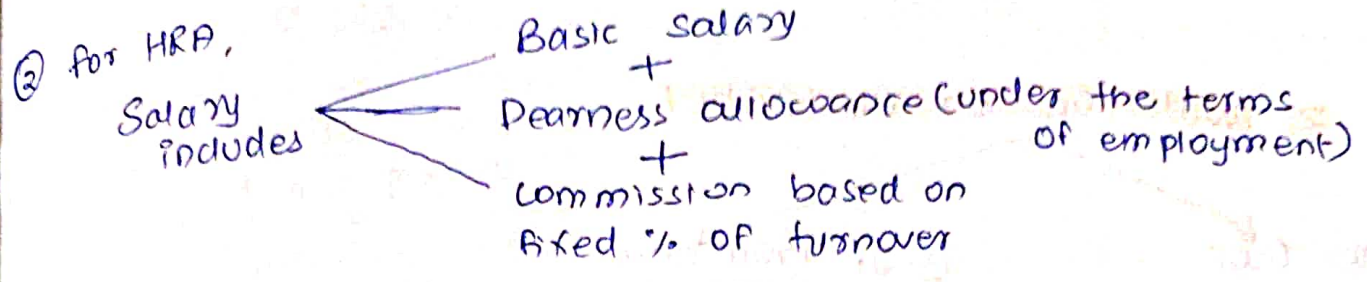 ② for HRA,
Salary includes
Basic salary
+
Dearness allowance (under the terms of employment)
+
commission based on
fixed % of turnover